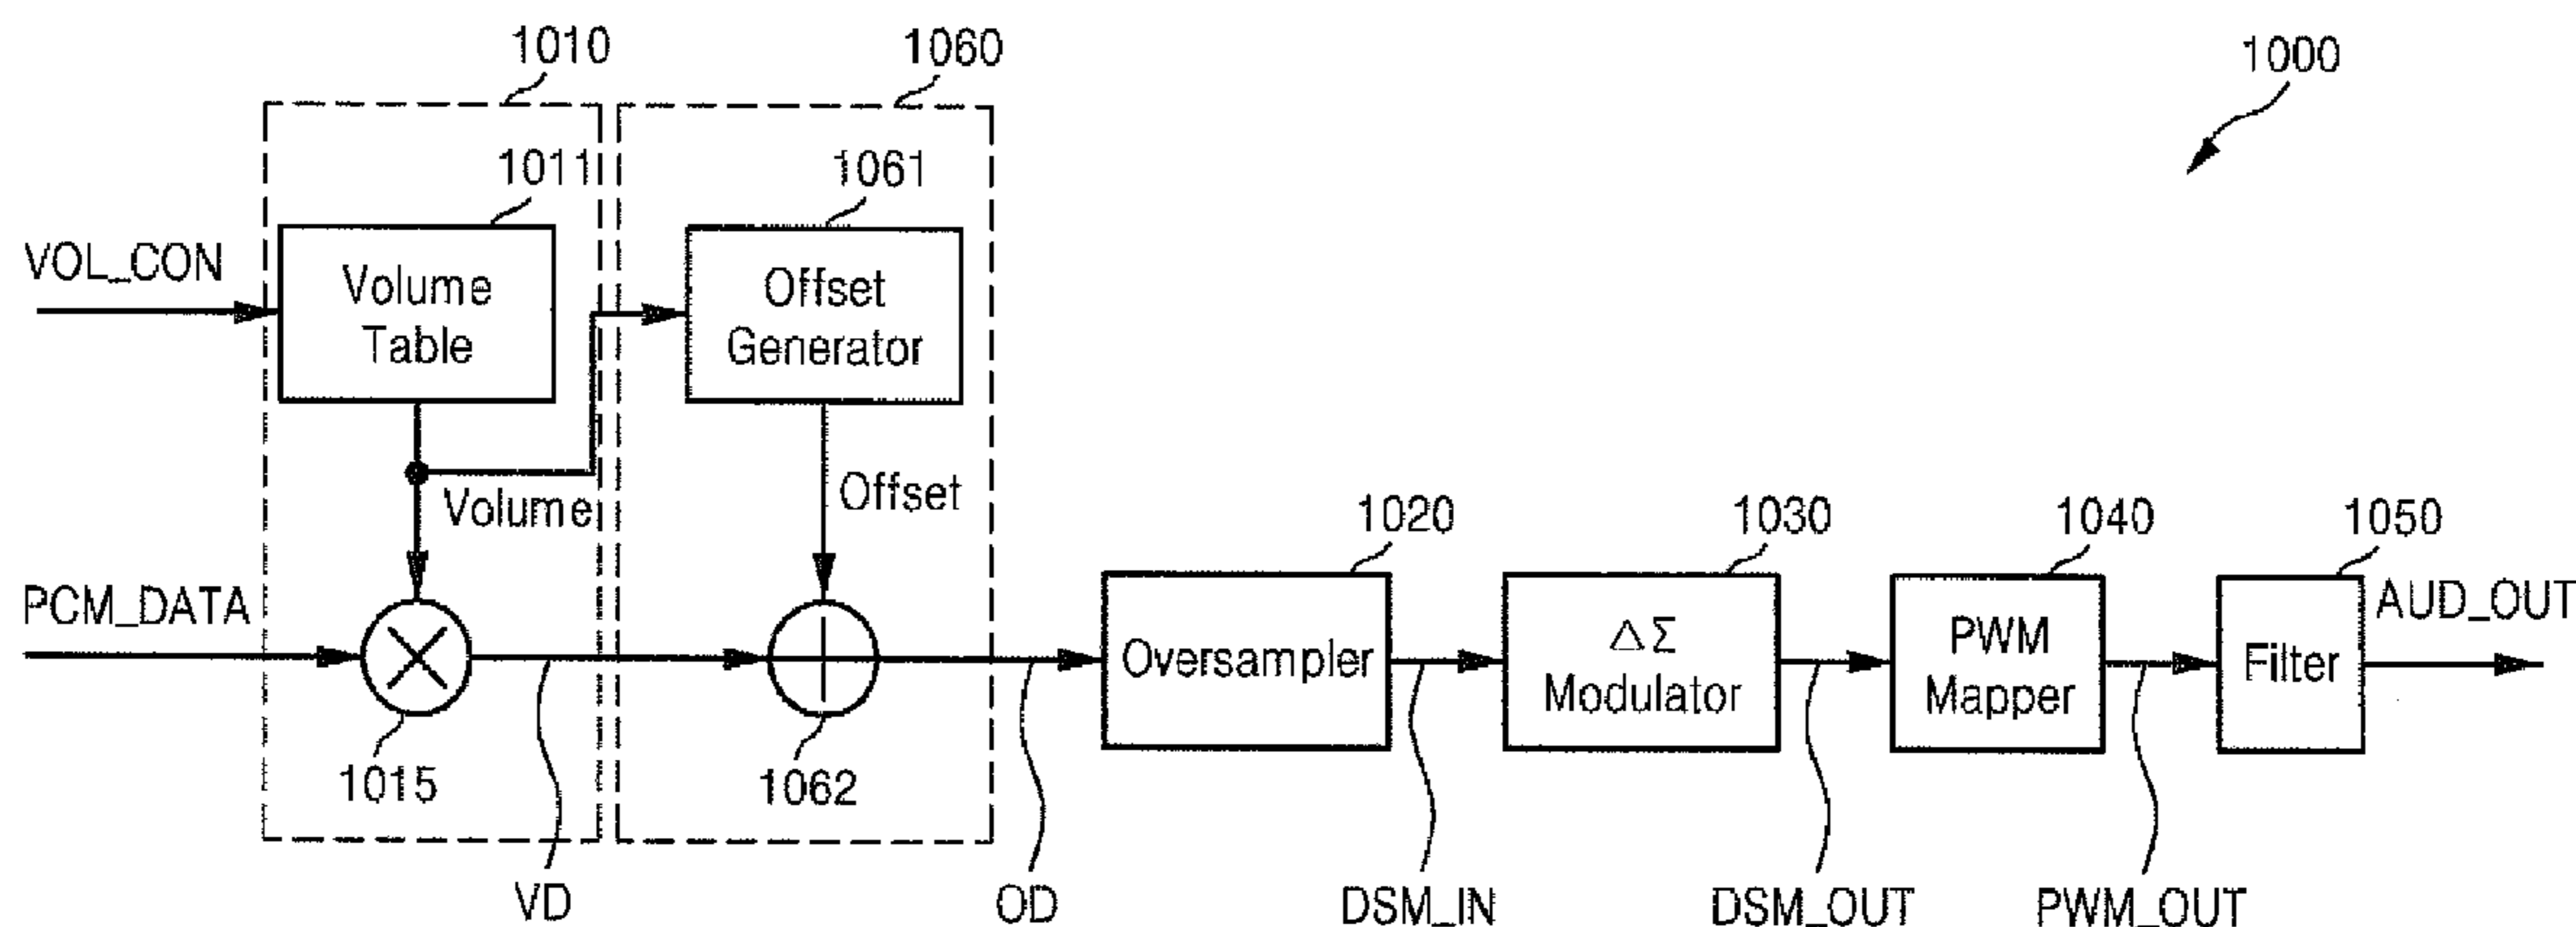 1010
1060
1000
1011
1061
VOL_CON
Volume
Table
Offset
Generator
Volume
Offset
1020
1030
1040
1050
PCM_DATA
AUD_OUT
Oversampler
ΔΣ
Modulator
PWM
Mapper
Filter
1015
1062
VD
OD
DSM_IN
DSM_OUT
PWM_OUT